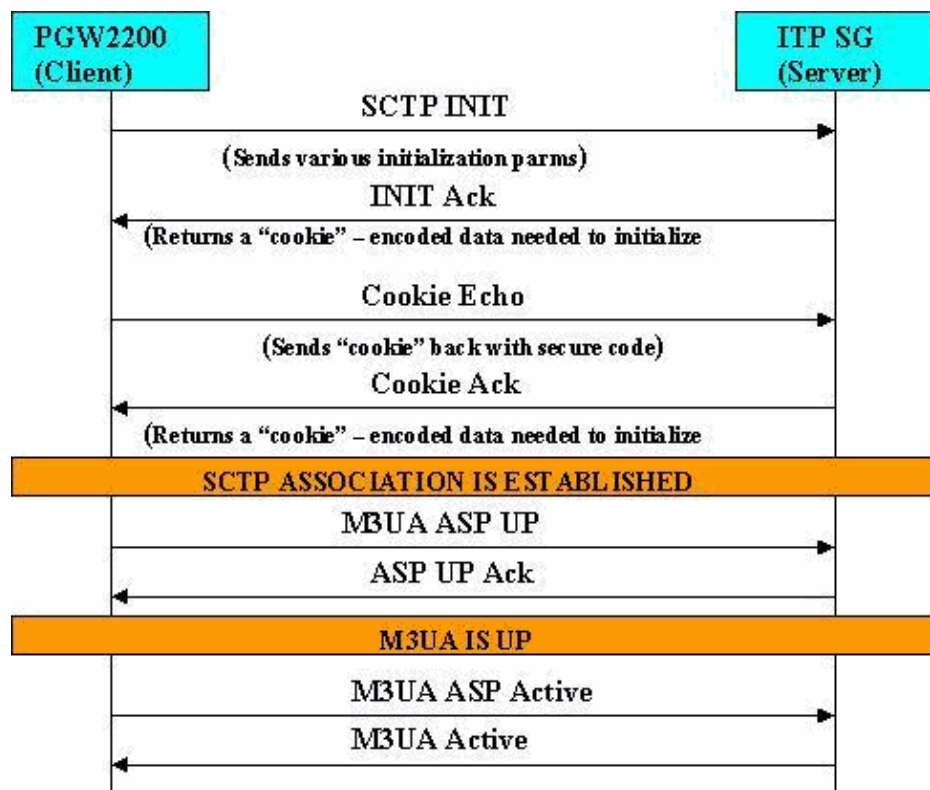 PGW2200
(Client)
ITP SG
(Server)
SCTP INIT
(Sends various initialization parms)
INIT Ack
(Returns a “cookie” – encoded data needed to initialize
Cookie Echo
(Sends “cookie” back with secure code)
Cookie Ack
(Returns a “cookie” – encoded data needed to initialize
SCTP ASSOCIATION IS ESTABLISHED
M3UA ASP UP
ASP UP Ack
M3UA IS UP
M3UA ASP Active
M3UA Active